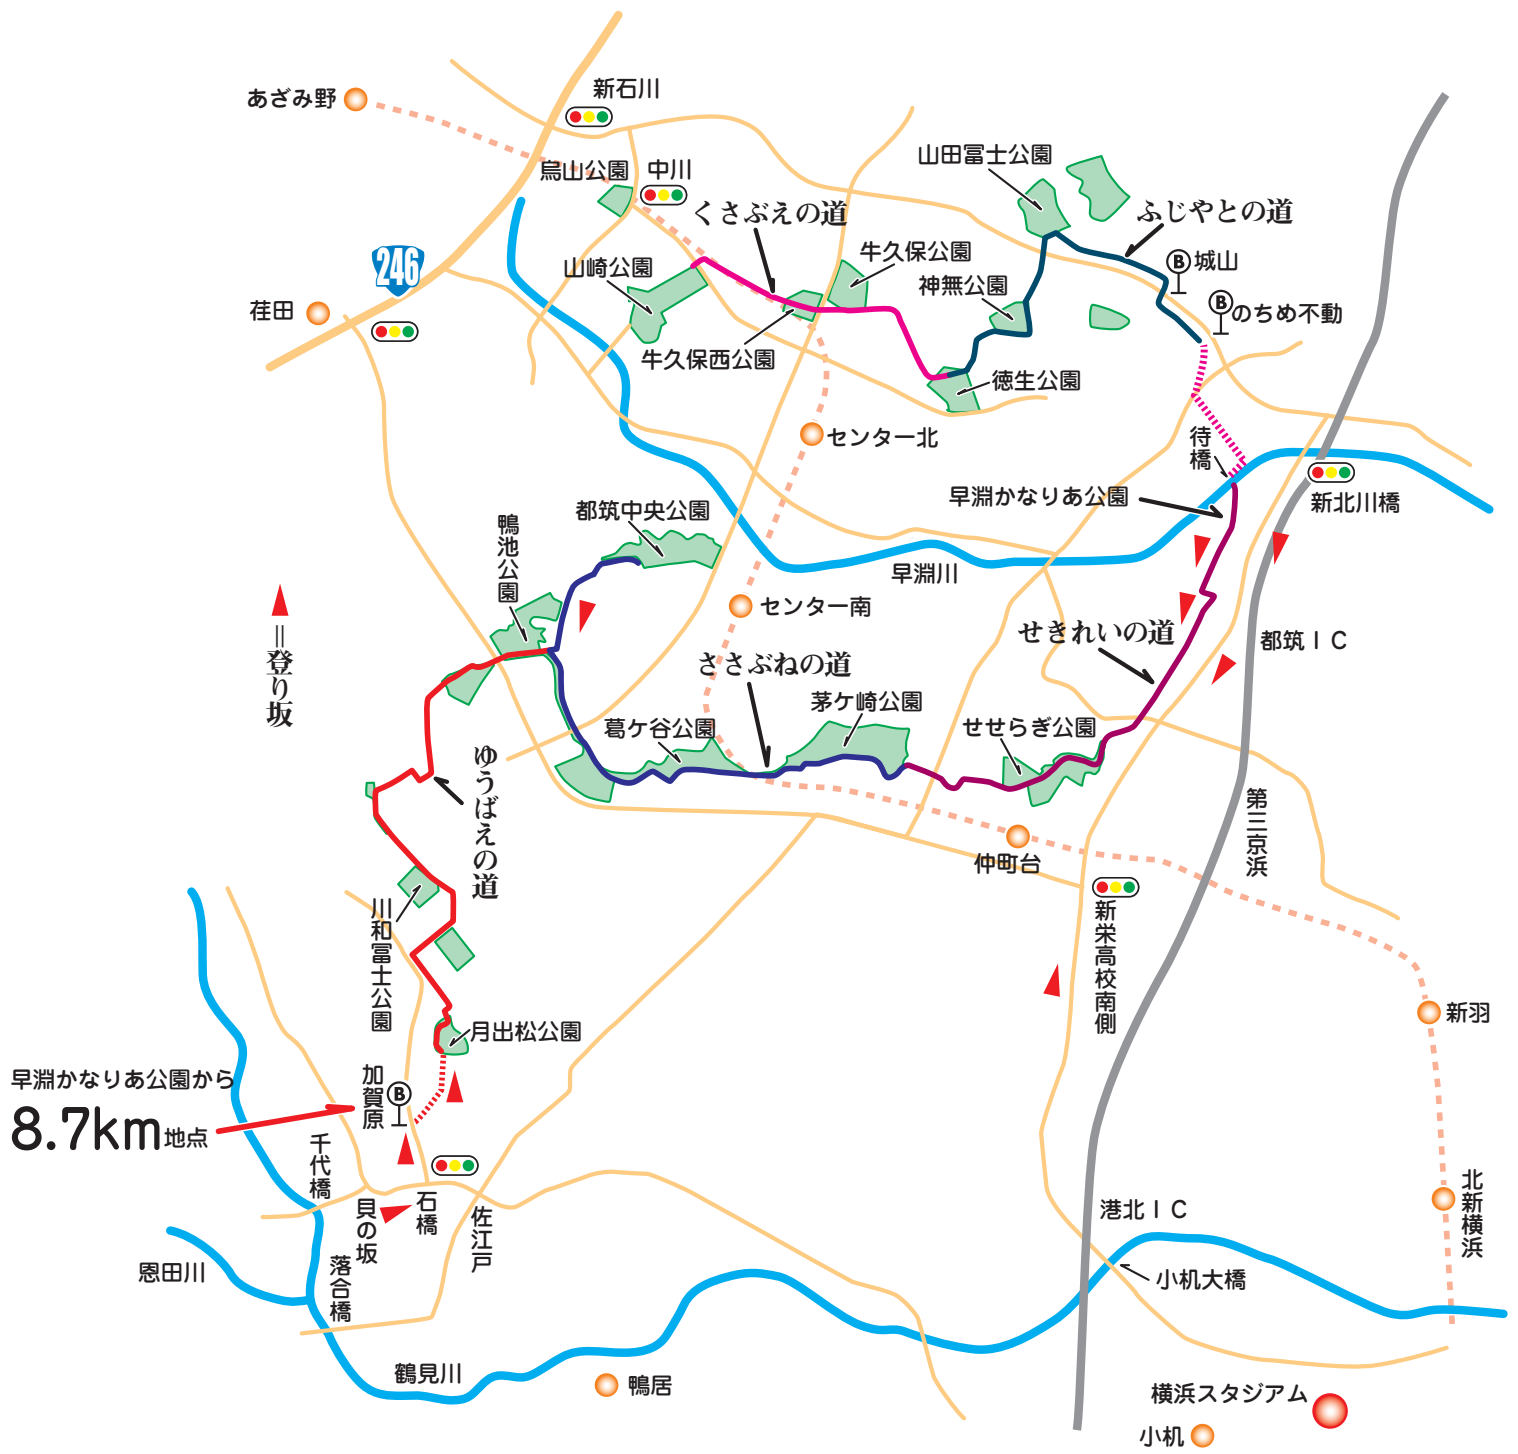 新石川
あざみ野
烏山公園
中川
山田富士公園
くさぶえの道
ふじやとの道
246
山崎公園
牛久保公園
城山
B
神無公園
B
のちめ不動
荏田
牛久保西公園
徳生公園
センター北
待橋
早淵かなりあ公園
新北川橋
都筑中央公園
鴨池公園
早淵川
センター南
せきれいの道
都筑IC
=登り坂
ささぶねの道
茅ケ崎公園
葛ケ谷公園
せせらぎ公園
ゆうばえの道
第三京浜
仲町台
川和冨士公園
新栄高校南側
新羽
月出松公園
早淵かなりあ公園から
8.7km地点
加賀原
B
千代橋
貝の坂
石橋
佐江戸
港北IC
北新横浜
恩田川
落合橋
小机大橋
鶴見川
鴨居
横浜スタジアム
小机